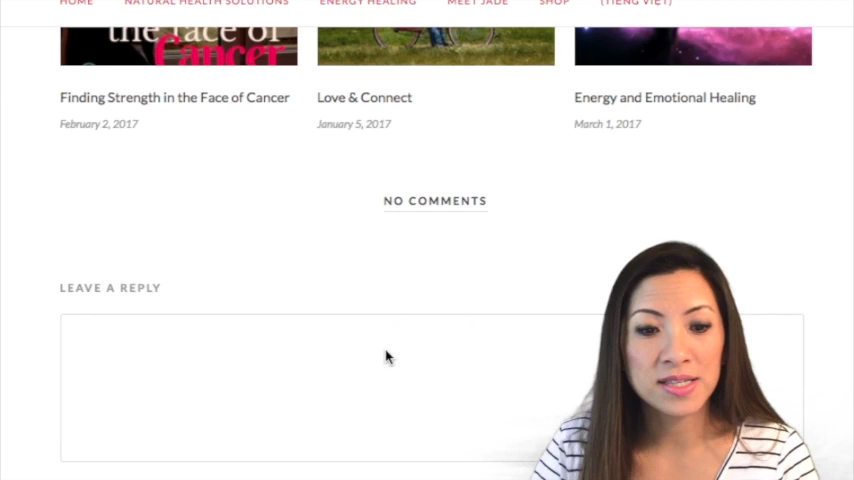 HOME NATURAL HEALTH SOLUTIONS ENERGY HEALING MEET JADE SHOP (TIẾNG VIỆT)
the face of
Cancer
Finding Strength in the Face of Cancer Love & Connect Energy and Emotional Healing
February 2, 2017 January 5, 2017 March 1, 2017
NO COMMENTS
LEAVE A REPLY